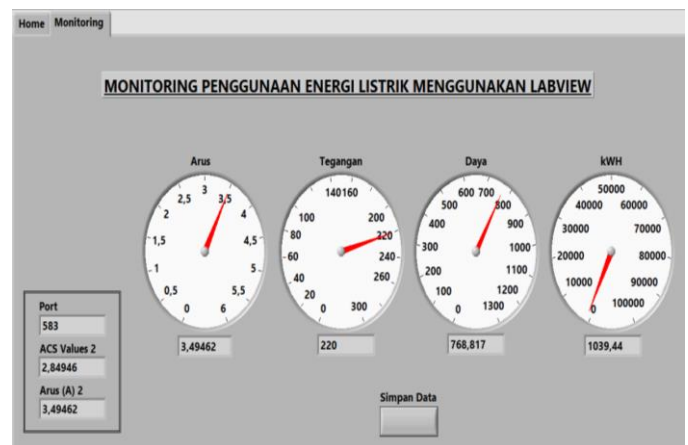 Home Monitoring
MONITORING PENGGUNAAN ENERGI LISTRIK MENGGUNAKAN LABVIEW
Arus
0 0,5 1 1,5 2 2,5 3 3,5 4 4,5 5 5,5 6
3,49462
Tegangan
0 20 40 60 80 100 140 160 200 220 240 260 300
220
Daya
0 100 200 300 400 500 600 700 800 900 1000 1100 1200 1300
768,817
kWH
0 10000 20000 30000 40000 50000 60000 70000 80000 90000 100000
1039,44
Port
583
ACS Values 2
2,84946
Arus (A) 2
3,49462
Simpan Data